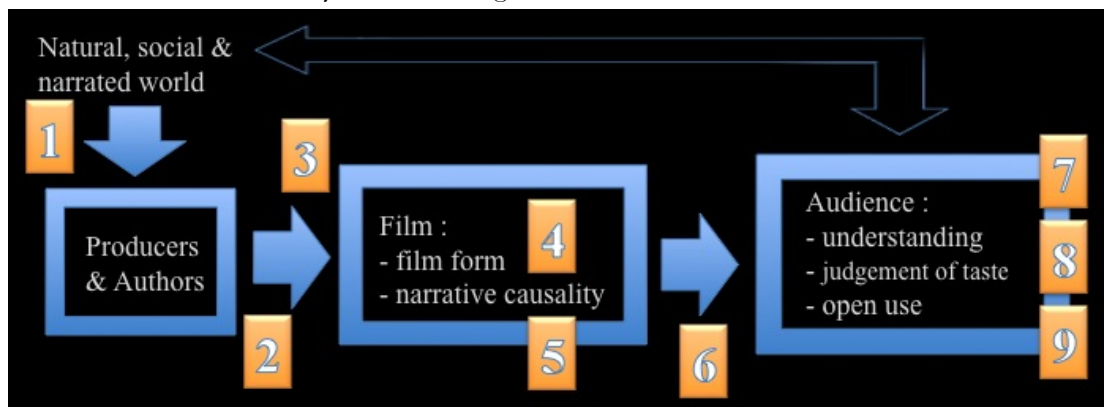 Natural, social &
narrated world
1
3
7
Producers
& Authors
Film :
- film form
- narrative causality
4
Audience :
- understanding
- judgement of taste
- open use
8
2
5
6
9